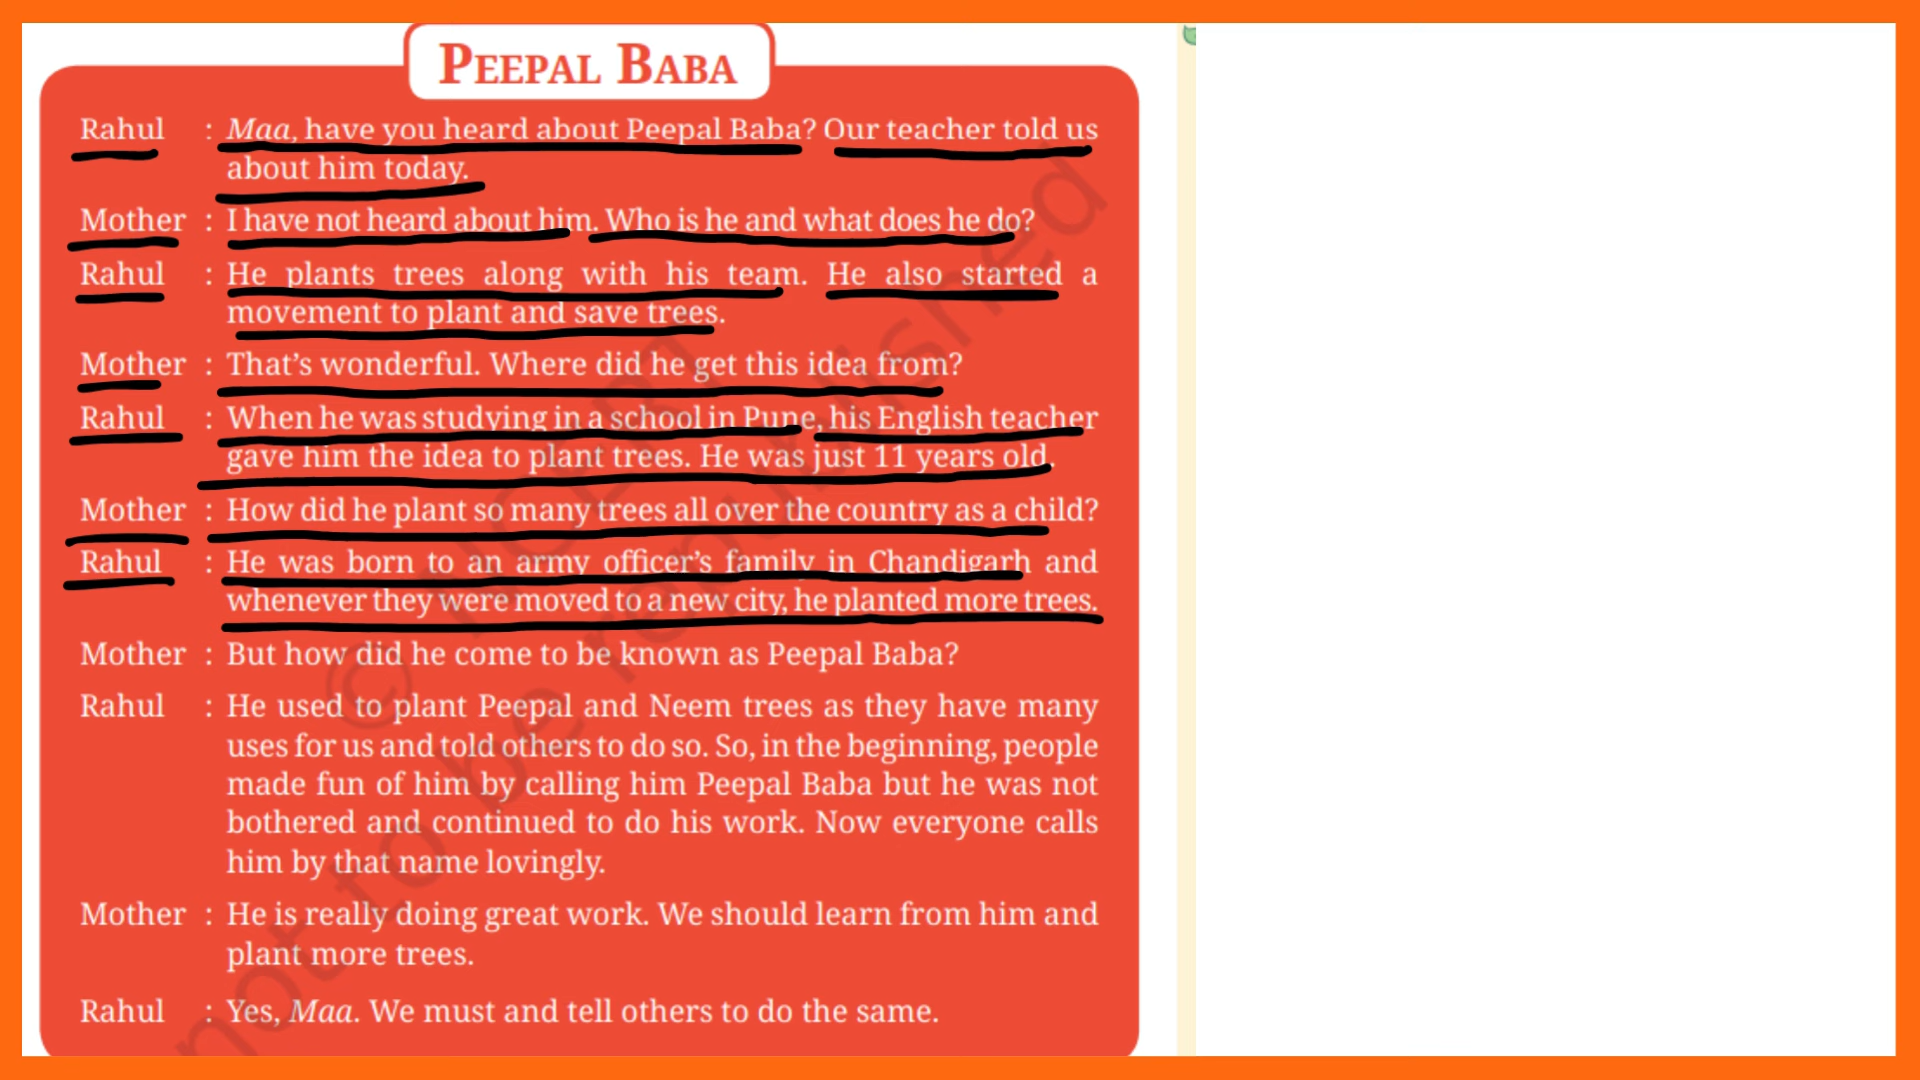 PEEPAL BABA
Rahul : Maa, have you heard about Peepal Baba? Our teacher told us
about him today.
Mother : I have not heard about him. Who is he and what does he do?
Rahul : He plants trees along with his team. He also started a
movement to plant and save trees.
Mother : That’s wonderful. Where did he get this idea from?
Rahul : When he was studying in a school in Pune, his English teacher
gave him the idea to plant trees. He was just 11 years old.
Mother : How did he plant so many trees all over the country as a child?
Rahul : He was born to an army officer’s family in Chandigarh and
whenever they were moved to a new city, he planted more trees.
Mother : But how did he come to be known as Peepal Baba?
Rahul : He used to plant Peepal and Neem trees as they have many
uses for us and told others to do so. So, in the beginning, people
made fun of him by calling him Peepal Baba but he was not
bothered and continued to do his work. Now everyone calls
him by that name lovingly.
Mother : He is really doing great work. We should learn from him and
plant more trees.
Rahul : Yes, Maa. We must and tell others to do the same.
© NCERT
not to be republished